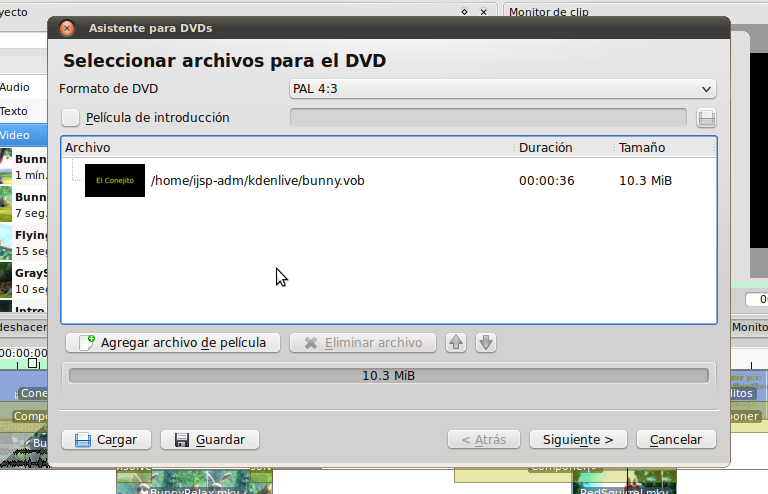 yecto
Monitor de clip
Asistente para DVDs
Seleccionar archivos para el DVD
Formato de DVD
PAL 4:3
Película de introducción
Audio
Texto
Video
Archivo
Duración
Tamaño
El Conejito
/home/ijsp-adm/kdenlive/bunny.vob
00:00:36
10.3 MiB
Bunn
1 mín.
Bunn
7 seg.
Flying
15 seg
GrayS
10 seg
Intro
deshacer
Monito
Agregar archivo de película
Eliminar archivo
00:00:00
10.3 MiB
Cone
litos
Compo
oner
Bu
Cargar
Guardar
< Atrás
Siguiente >
Cancelar
BunnyRelax.mkv
RedSquirrel.mkv